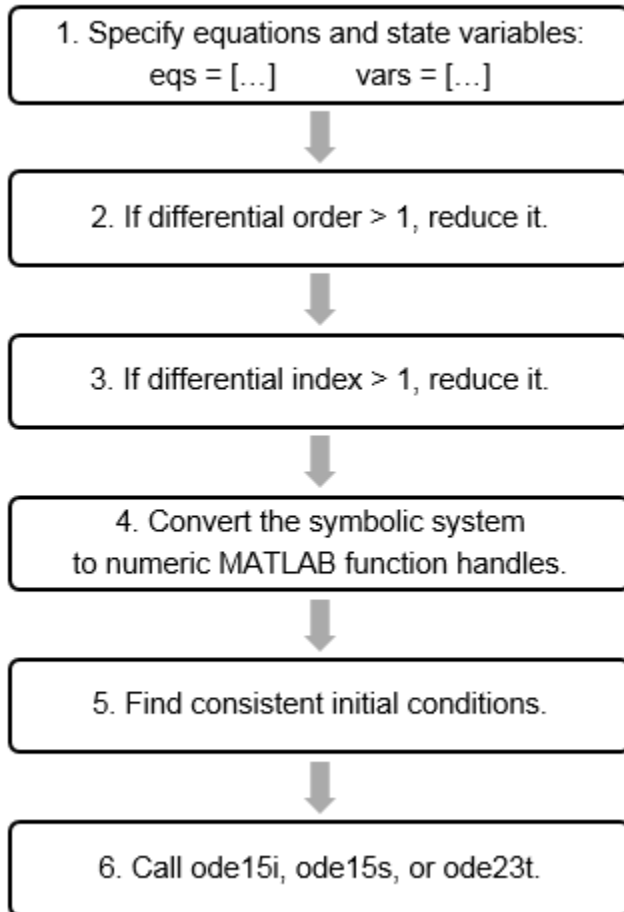 1. Specify equations and state variables:
eqs = [...] vars = [...]
2. If differential order > 1, reduce it.
3. If differential index > 1, reduce it.
4. Convert the symbolic system
to numeric MATLAB function handles.
5. Find consistent initial conditions.
6. Call ode15i, ode15s, or ode23t.